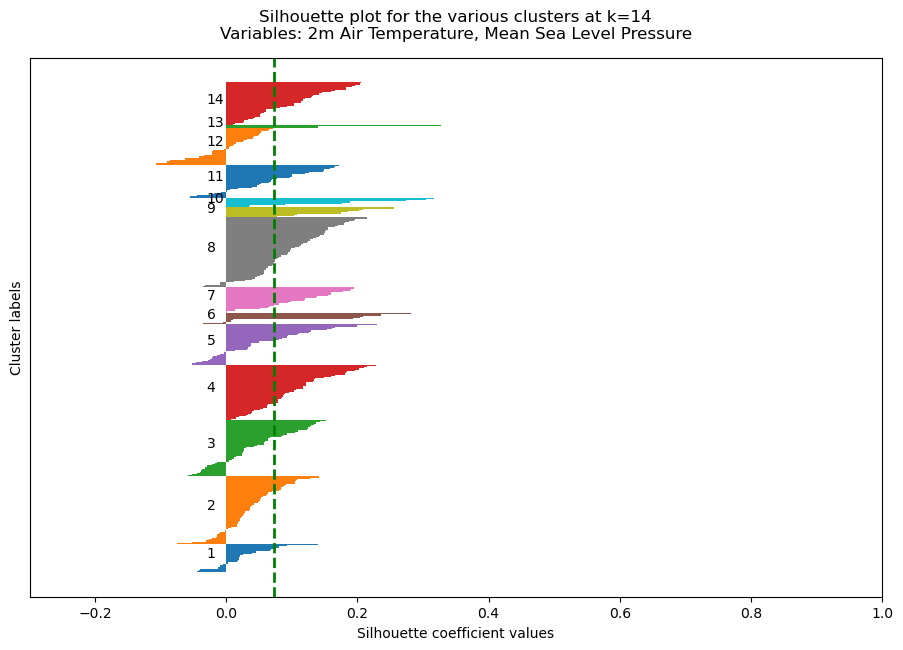 Silhouette plot for the various clusters at k=14
Variables: 2m Air Temperature, Mean Sea Level Pressure
Cluster labels
14
13
12
11
10
9
8
7
6
5
4
3
2
1
−0.2 0.0 0.2 0.4 0.6 0.8 1.0
Silhouette coefficient values